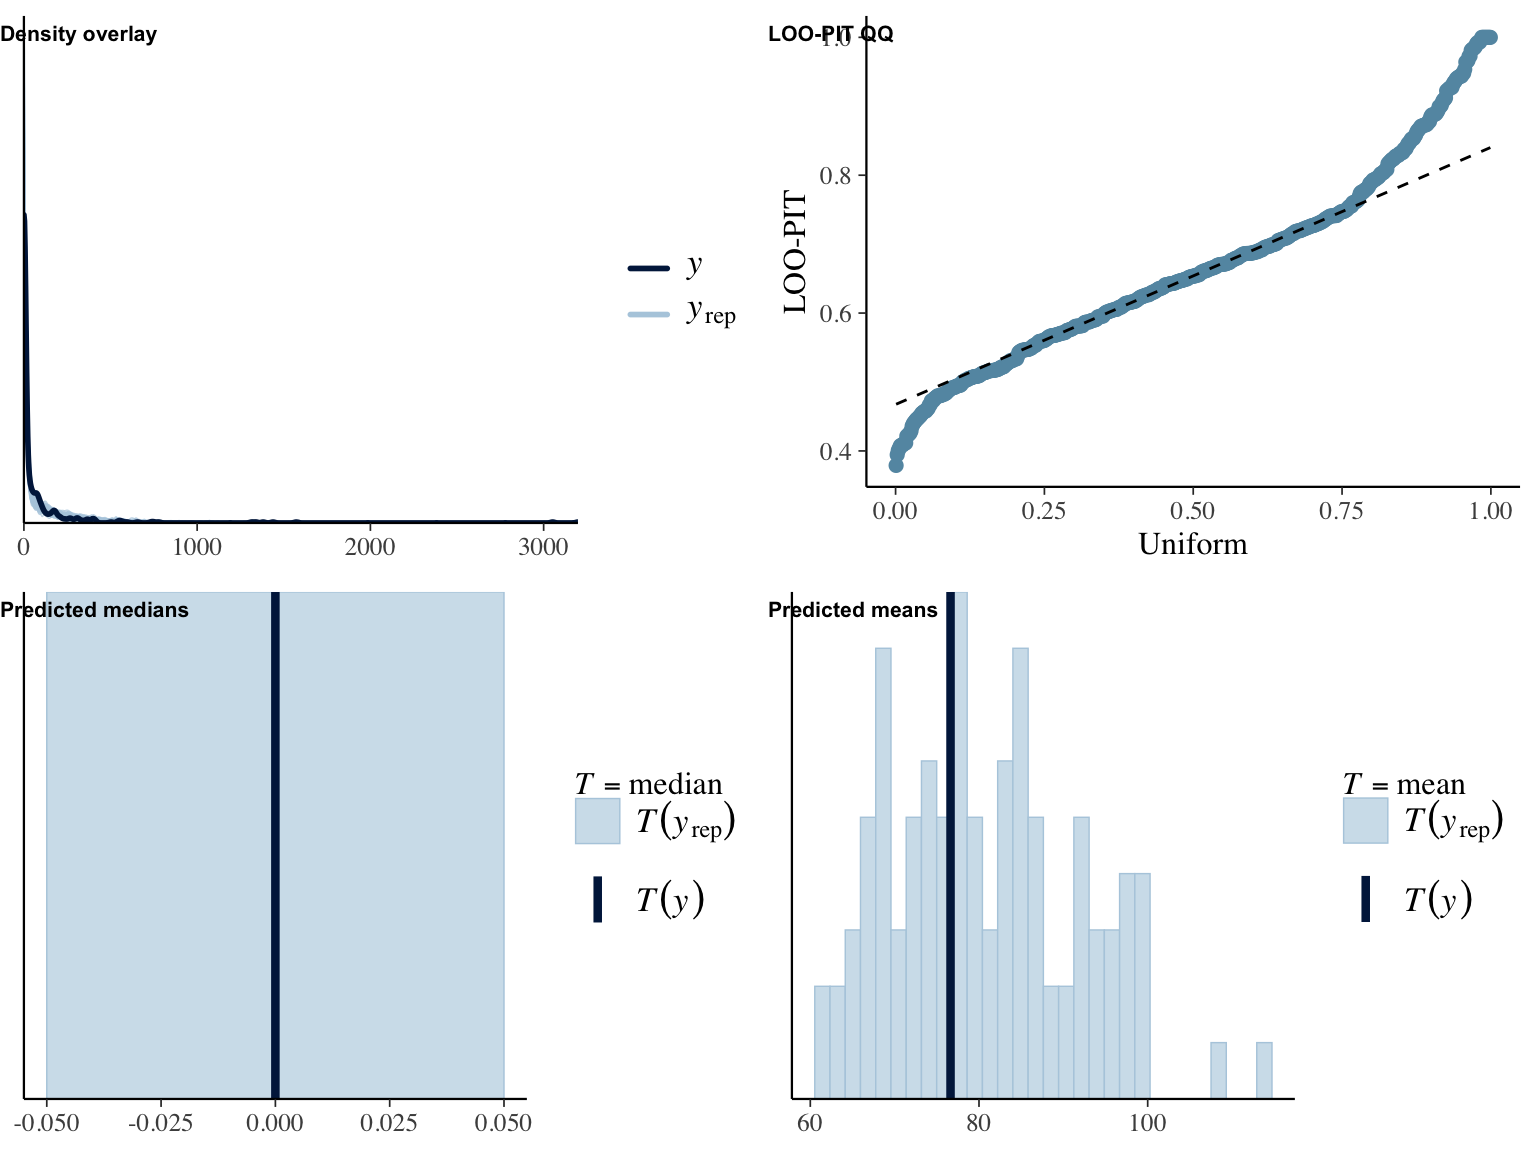 Density overlay
y
yrep
0
1000
2000
3000
LOO-PIT QQ
1.0
0.8
0.6
0.4
LOO-PIT
0.00
0.25
0.50
0.75
1.00
Uniform
Predicted medians
T = median
T(yrep)
T(y)
-0.050
-0.025
0.000
0.025
0.050
Predicted means
T = mean
T(yrep)
T(y)
60
80
100